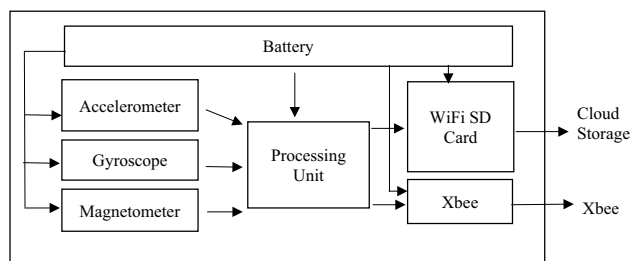 Battery
Accelerometer
Gyroscope
Magnetometer
Processing
Unit
WiFi SD
Card
Xbee
Cloud
Storage
Xbee